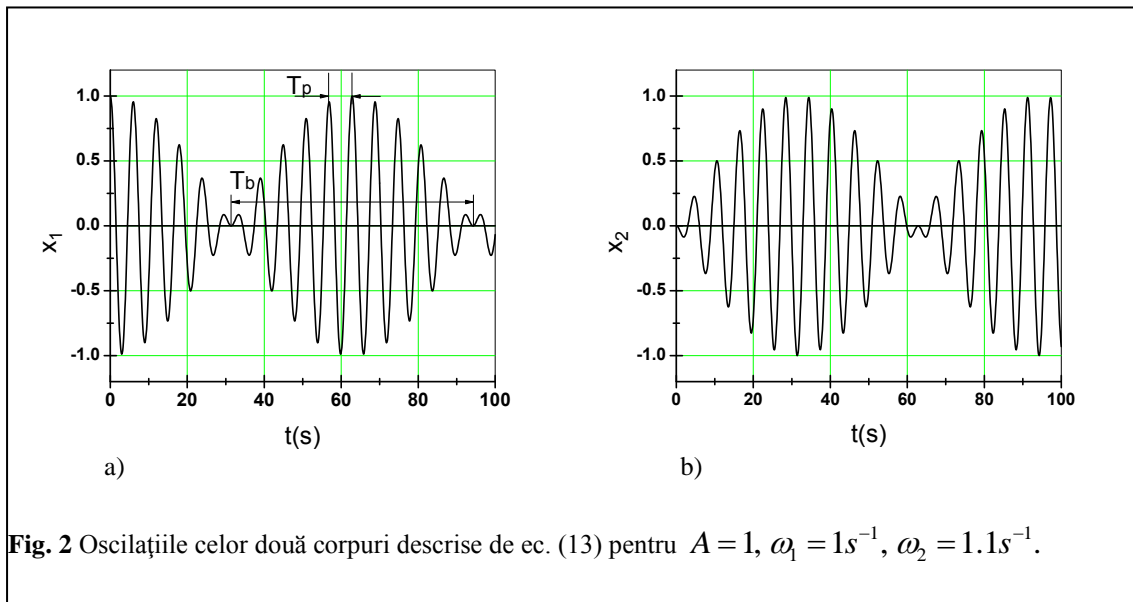 Tp
Tb
1.0
0.5
0.0
-0.5
-1.0
x₁
0 20 40 60 80 100
t(s)
a)
1.0
0.5
0.0
-0.5
-1.0
x₂
0 20 40 60 80 100
t(s)
b)
Fig. 2 Oscilaţiile celor două corpuri descrise de ec. (13) pentru A = 1, ω₁ = 1s⁻¹, ω₂ = 1.1s⁻¹.